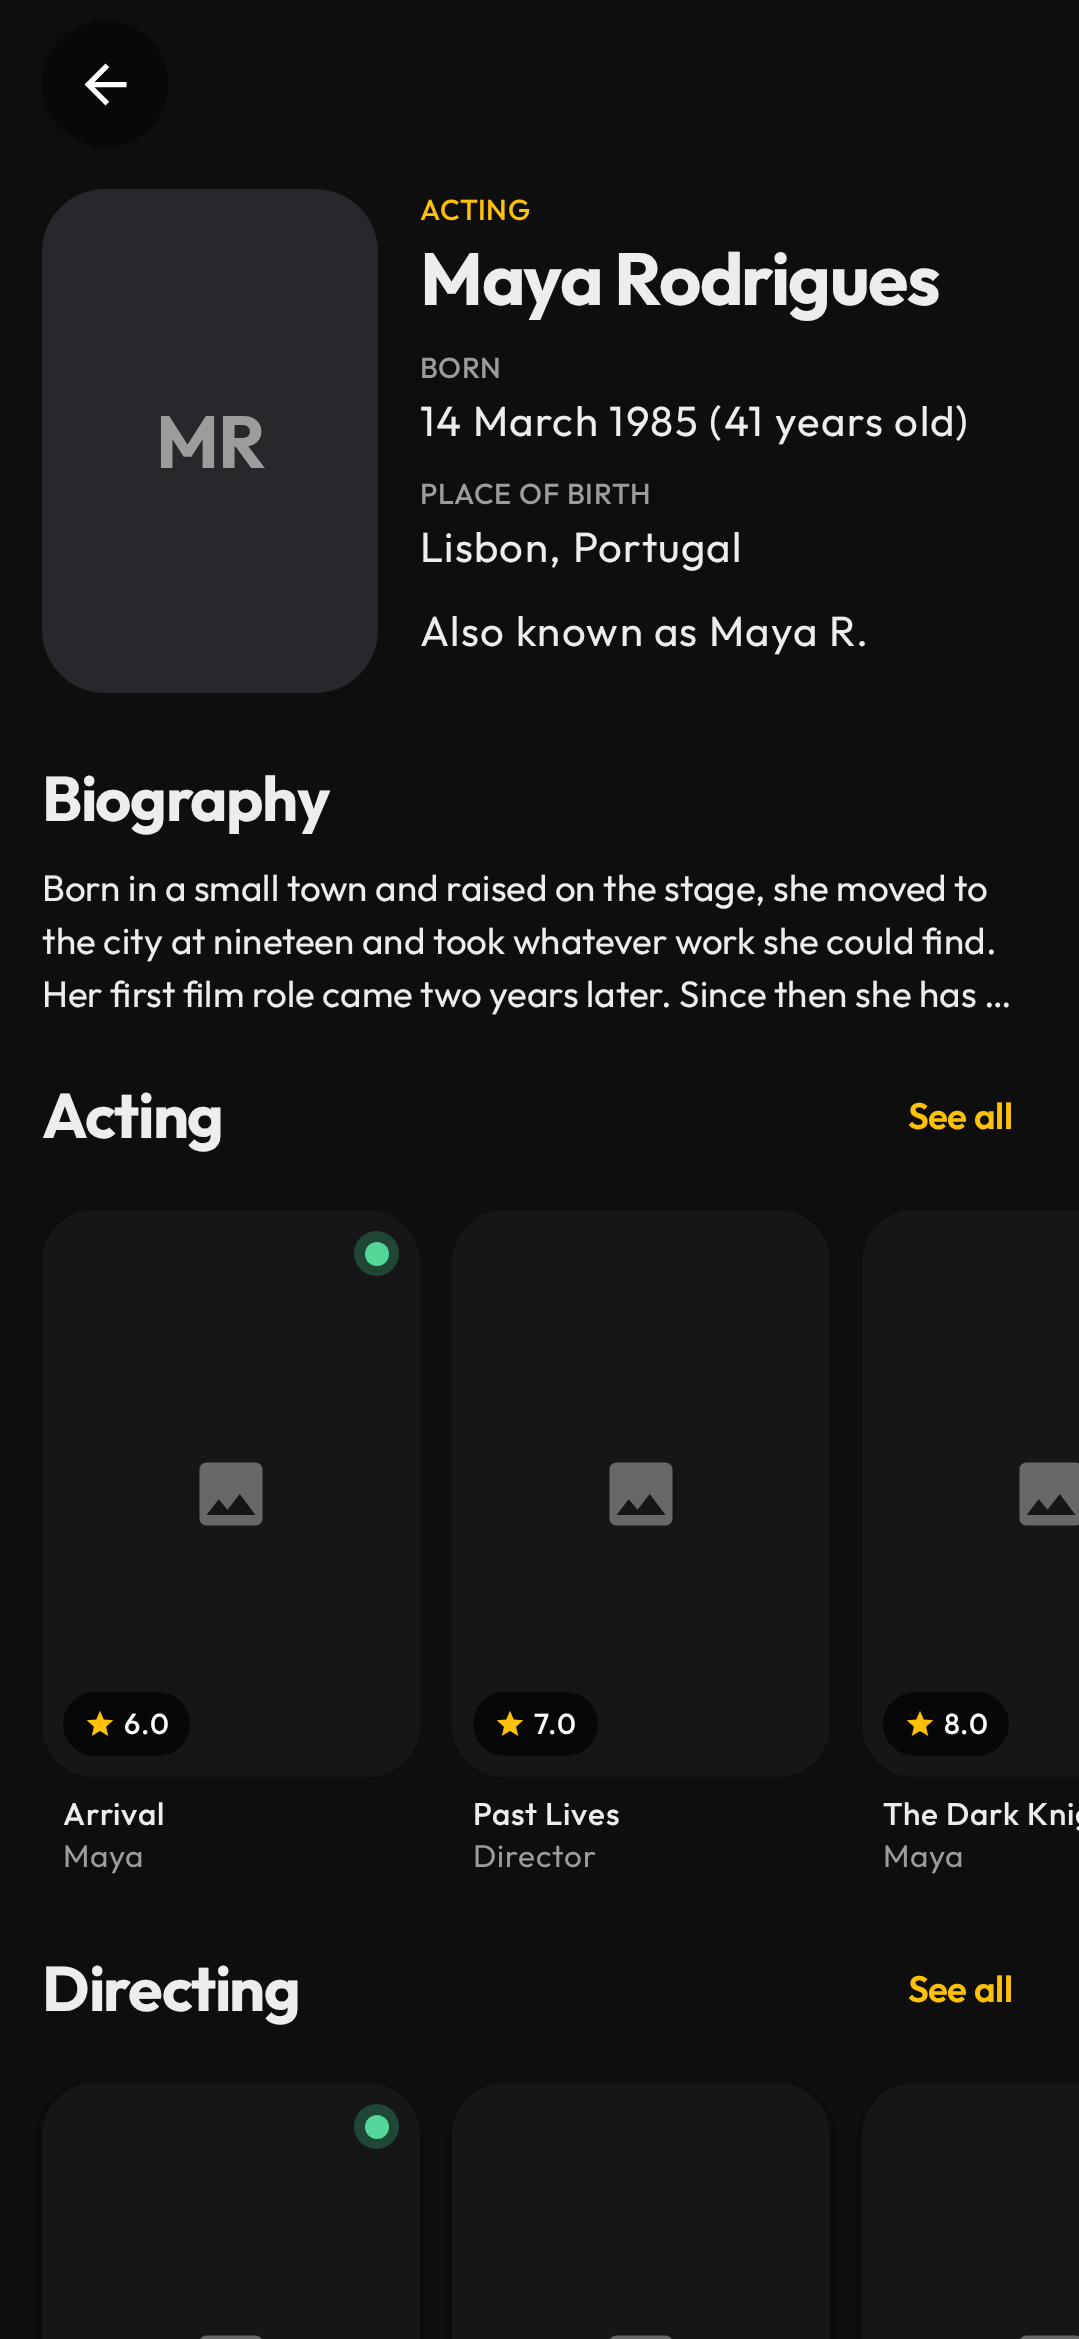 ACTING
Maya Rodrigues
MR
BORN
14 March 1985 (41 years old)
PLACE OF BIRTH
Lisbon, Portugal
Also known as Maya R.
Biography
Born in a small town and raised on the stage, she moved to
the city at nineteen and took whatever work she could find.
Her first film role came two years later. Since then she has ...
Acting
See all
6.0
7.0
8.0
Arrival
Maya
Past Lives
Director
The Dark
Maya
Directing
See all